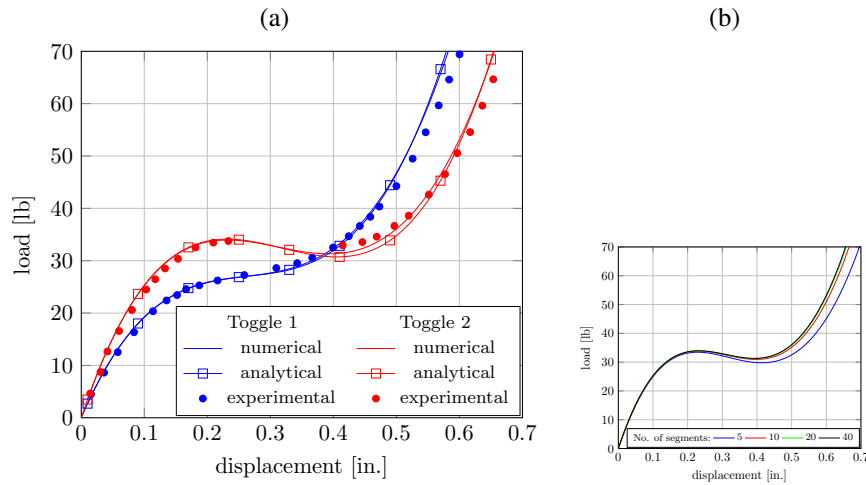 (a)
70
60
50
40
30
20
10
0
load [lb]
Toggle 1 Toggle 2
numerical numerical
analytical analytical
experimental experimental
0 0.1 0.2 0.3 0.4 0.5 0.6 0.7
displacement [in.]
(b)
70
60
50
40
30
20
10
0
load [lb]
No. of segments: 5 10 20 40
0 0.1 0.2 0.3 0.4 0.5 0.6 0.7
displacement [in.]